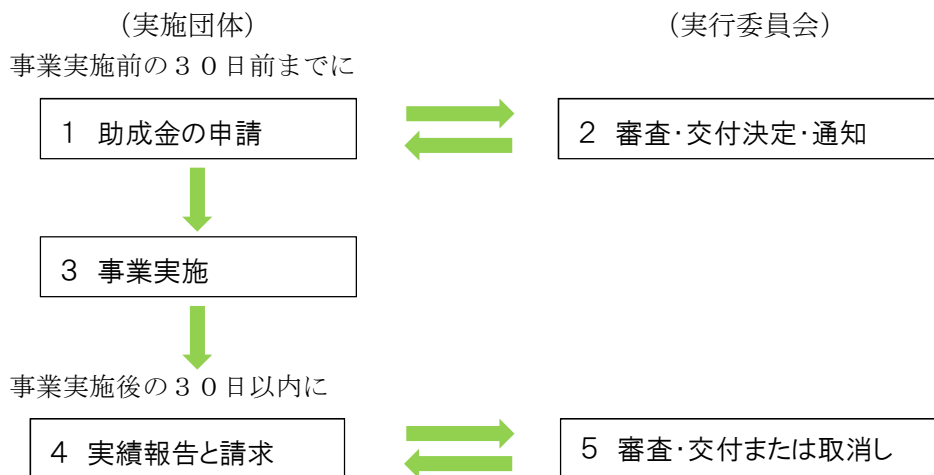 （実施団体）
（実行委員会）
事業実施前の３０日前までに
１　助成金の申請
２　審査・交付決定・通知
３　事業実施
事業実施後の３０日以内に
４　実績報告と請求
５　審査・交付または取消し